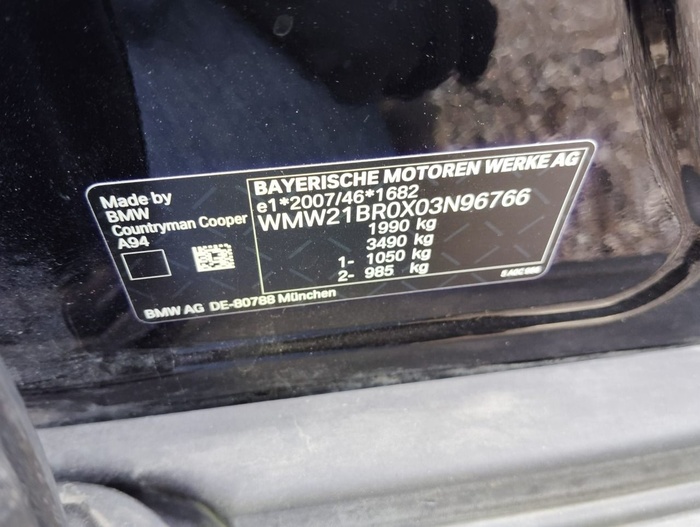 Made by
BMW
Countryman Cooper
A94
BMW AG DE-80788 München
BAYERISCHE MOTOREN WERKE AG
e1*2007/46*1682
WMW21BR0X03N96766
1990 kg
3490 kg
1- 1050 kg
2- 985 kg